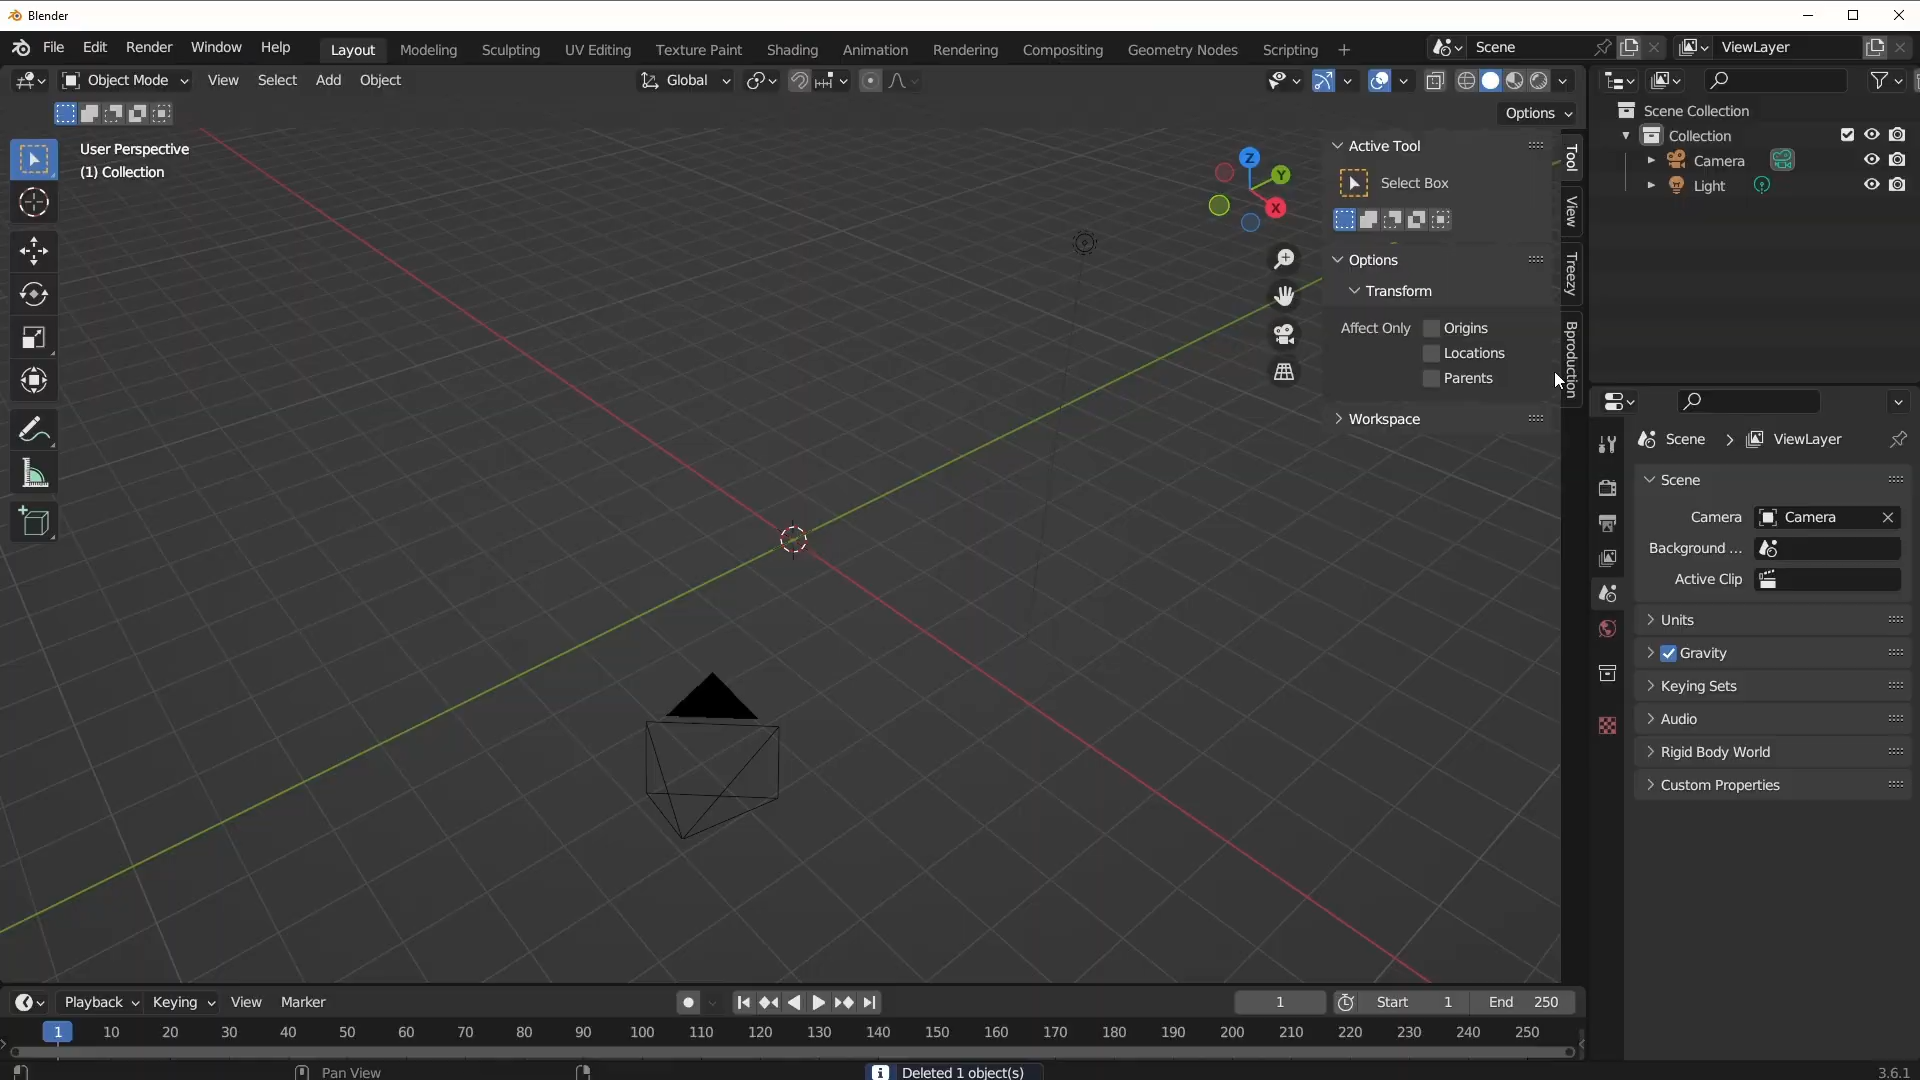 Blender
File Edit Render Window Help Layout Modeling Sculpting UV Editing Texture Paint Shading Animation Rendering Compositing Geometry Nodes Scripting + Scene ViewLayer
Object Mode View Select Add Object Global
Options
User Perspective
(1) Collection
Z
Y
X
Active Tool
Select Box
Options
Transform
Affect Only Origins
Locations
Parents
Workspace
Tool
View
Treezy
Bproduction
Scene Collection
Collection
Camera
Light
Scene ViewLayer
Scene
Camera Camera
Background ...
Active Clip
Units
Gravity
Keying Sets
Audio
Rigid Body World
Custom Properties
Playback Keying View Marker 1 Start 1 End 250
1 10 20 30 40 50 60 70 80 90 100 110 120 130 140 150 160 170 180 190 200 210 220 230 240 250
Pan View Deleted 1 object(s) 3.6.1